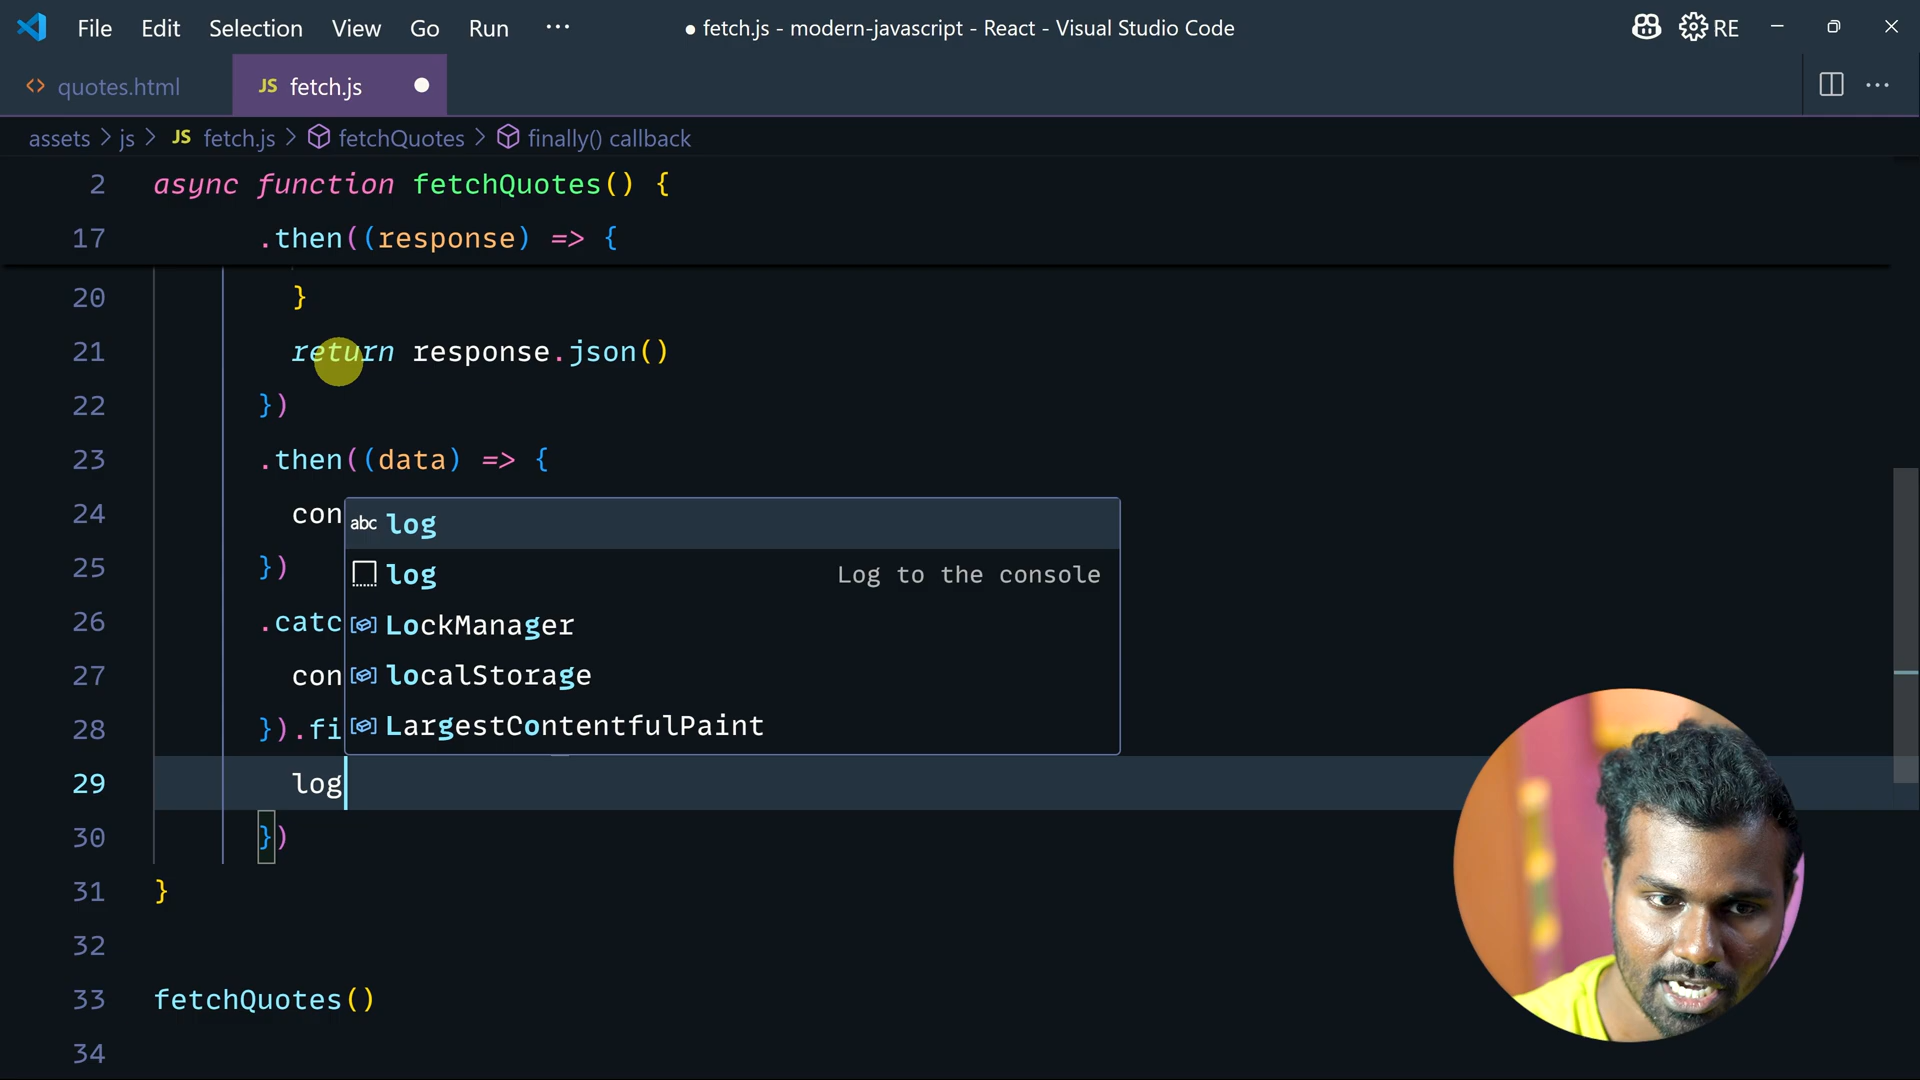 File Edit Selection View Go Run ··· ● fetch.js - modern-javascript - React - Visual Studio Code RE
quotes.html JS fetch.js
assets > js > JS fetch.js > fetchQuotes > finally() callback
2 async function fetchQuotes() {
17 .then((response) => {
20 }
21 return response.json()
22 })
23 .then((data) => {
24 con
abc log
25 })
log Log to the console
26 .catc
LockManager
27 con
localStorage
28 }).fi
LargestContentfulPaint
29 log
30 })
31 }
32
33 fetchQuotes()
34